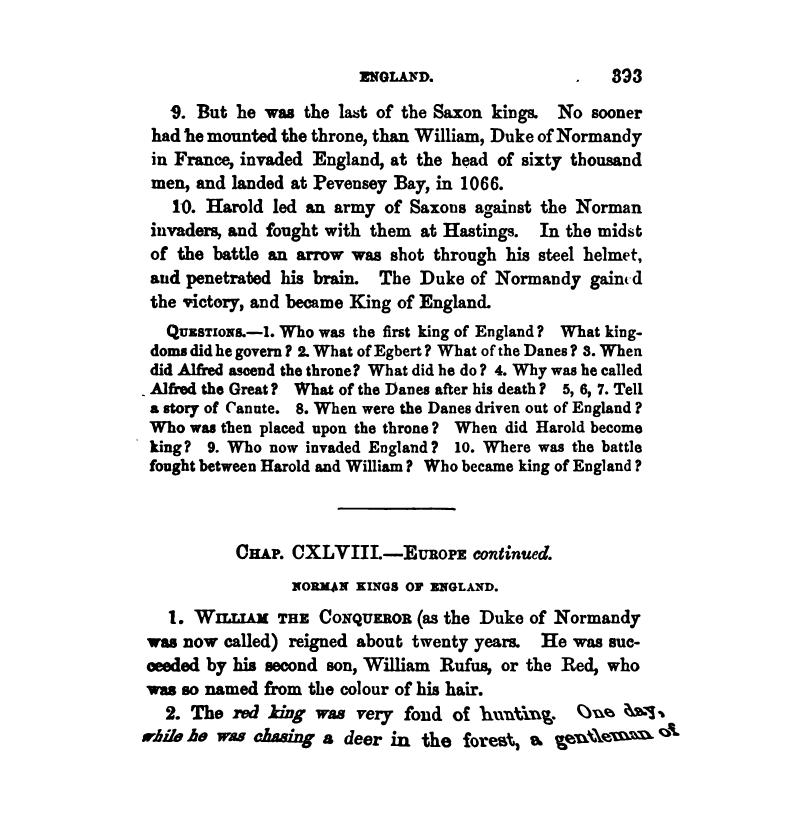 ENGLAND. 393
9. But he was the last of the Saxon kings. No sooner
had he mounted the throne, than William, Duke of Normandy
in France, invaded England, at the head of sixty thousand
men, and landed at Pevensey Bay, in 1066.
10. Harold led an army of Saxons against the Norman
invaders, and fought with them at Hastings. In the midst
of the battle an arrow was shot through his steel helmet,
and penetrated his brain. The Duke of Normandy gained
the victory, and became King of England.
QUESTIONS.—1. Who was the first king of England? What king-
doms did he govern? 2. What of Egbert? What of the Danes? 3. When
did Alfred ascend the throne? What did he do? 4. Why was he called
Alfred the Great? What of the Danes after his death? 5, 6, 7. Tell
a story of Canute. 8. When were the Danes driven out of England?
Who was then placed upon the throne? When did Harold become
king? 9. Who now invaded England? 10. Where was the battle
fought between Harold and William? Who became king of England?
CHAP. CXLVIII.—EUROPE continued.
NORMAN KINGS OF ENGLAND.
1. WILLIAM THE CONQUEROR (as the Duke of Normandy
was now called) reigned about twenty years. He was suc-
ceeded by his second son, William Rufus, or the Red, who
was so named from the colour of his hair.
2. The red king was very fond of hunting. One day,
while he was chasing a deer in the forest, a gentleman of